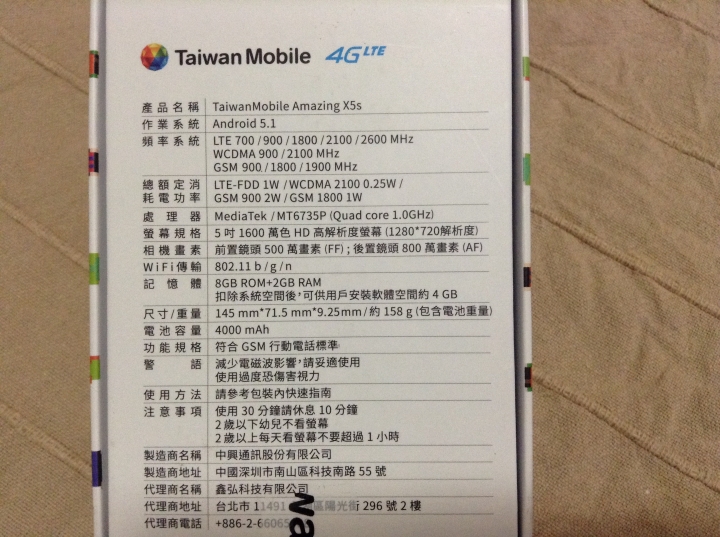 Taiwan Mobile 4G LTE
產品名稱 TaiwanMobile Amazing X5s
作業系統 Android 5.1
頻率系統 LTE 700 / 900 / 1800 / 2100 / 2600 MHz
WCDMA 900 / 2100 MHz
GSM 900 / 1800 / 1900 MHz
總額定消 LTE-FDD 1W / WCDMA 2100 0.25W /
耗電功率 GSM 900 2W / GSM 1800 1W
處理器 MediaTek / MT6735P (Quad core 1.0GHz)
螢幕規格 5 吋 1600 萬色 HD 高解析度螢幕 (1280*720解析度)
相機畫素 前置鏡頭 500 萬畫素 (FF) ; 後置鏡頭 800 萬畫素 (AF)
WiFi傳輸 802.11 b / g / n
記憶體 8GB ROM+2GB RAM
扣除系統空間後,可供用戶安裝軟體空間約 4 GB
尺寸/重量 145 mm*71.5 mm*9.25mm / 約 158 g (包含電池重量)
電池容量 4000 mAh
功能規格 符合 GSM 行動電話標準
警語 減少電磁波影響,請妥適使用
使用過度恐傷害視力
使用方法 請參考包裝內快速指南
注意事項 使用 30 分鐘請休息 10 分鐘
2 歲以下幼兒不看螢幕
2 歲以上每天看螢幕不要超過 1 小時
製造商名稱 中興通訊股份有限公司
製造商地址 中國深圳市南山區科技南路 55 號
代理商名稱 鑫弘科技有限公司
代理商地址 台北市 11491 區陽光街 296 號 2 樓
代理商電話 +886-2-6606